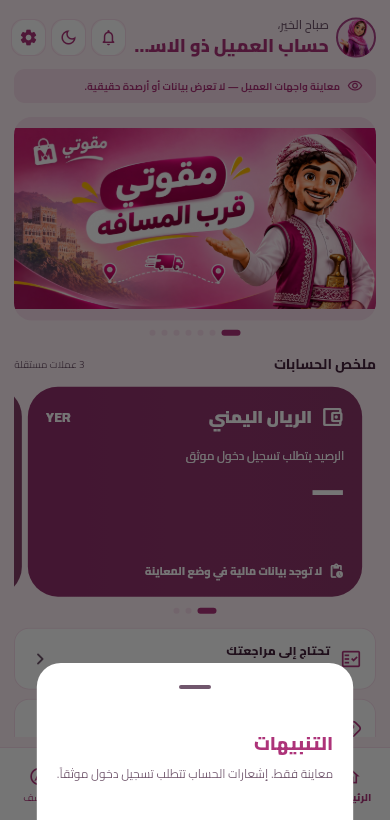 صباح الخير،
حساب العميل ذو الاسـ...
معاينة واجهات العميل — لا تعرض بيانات أو أرصدة حقيقية.
مقوتي
مقوتي
قرب المسافه
ملخص الحسابات
3 عملات مستقلة
الريال اليمني
YER
الرصيد يتطلب تسجيل دخول موثق
لا توجد بيانات مالية في وضع المعاينة
تحتاج إلى مراجعتك
التنبيهات
معاينة فقط. إشعارات الحساب تتطلب تسجيل دخول موثقاً.